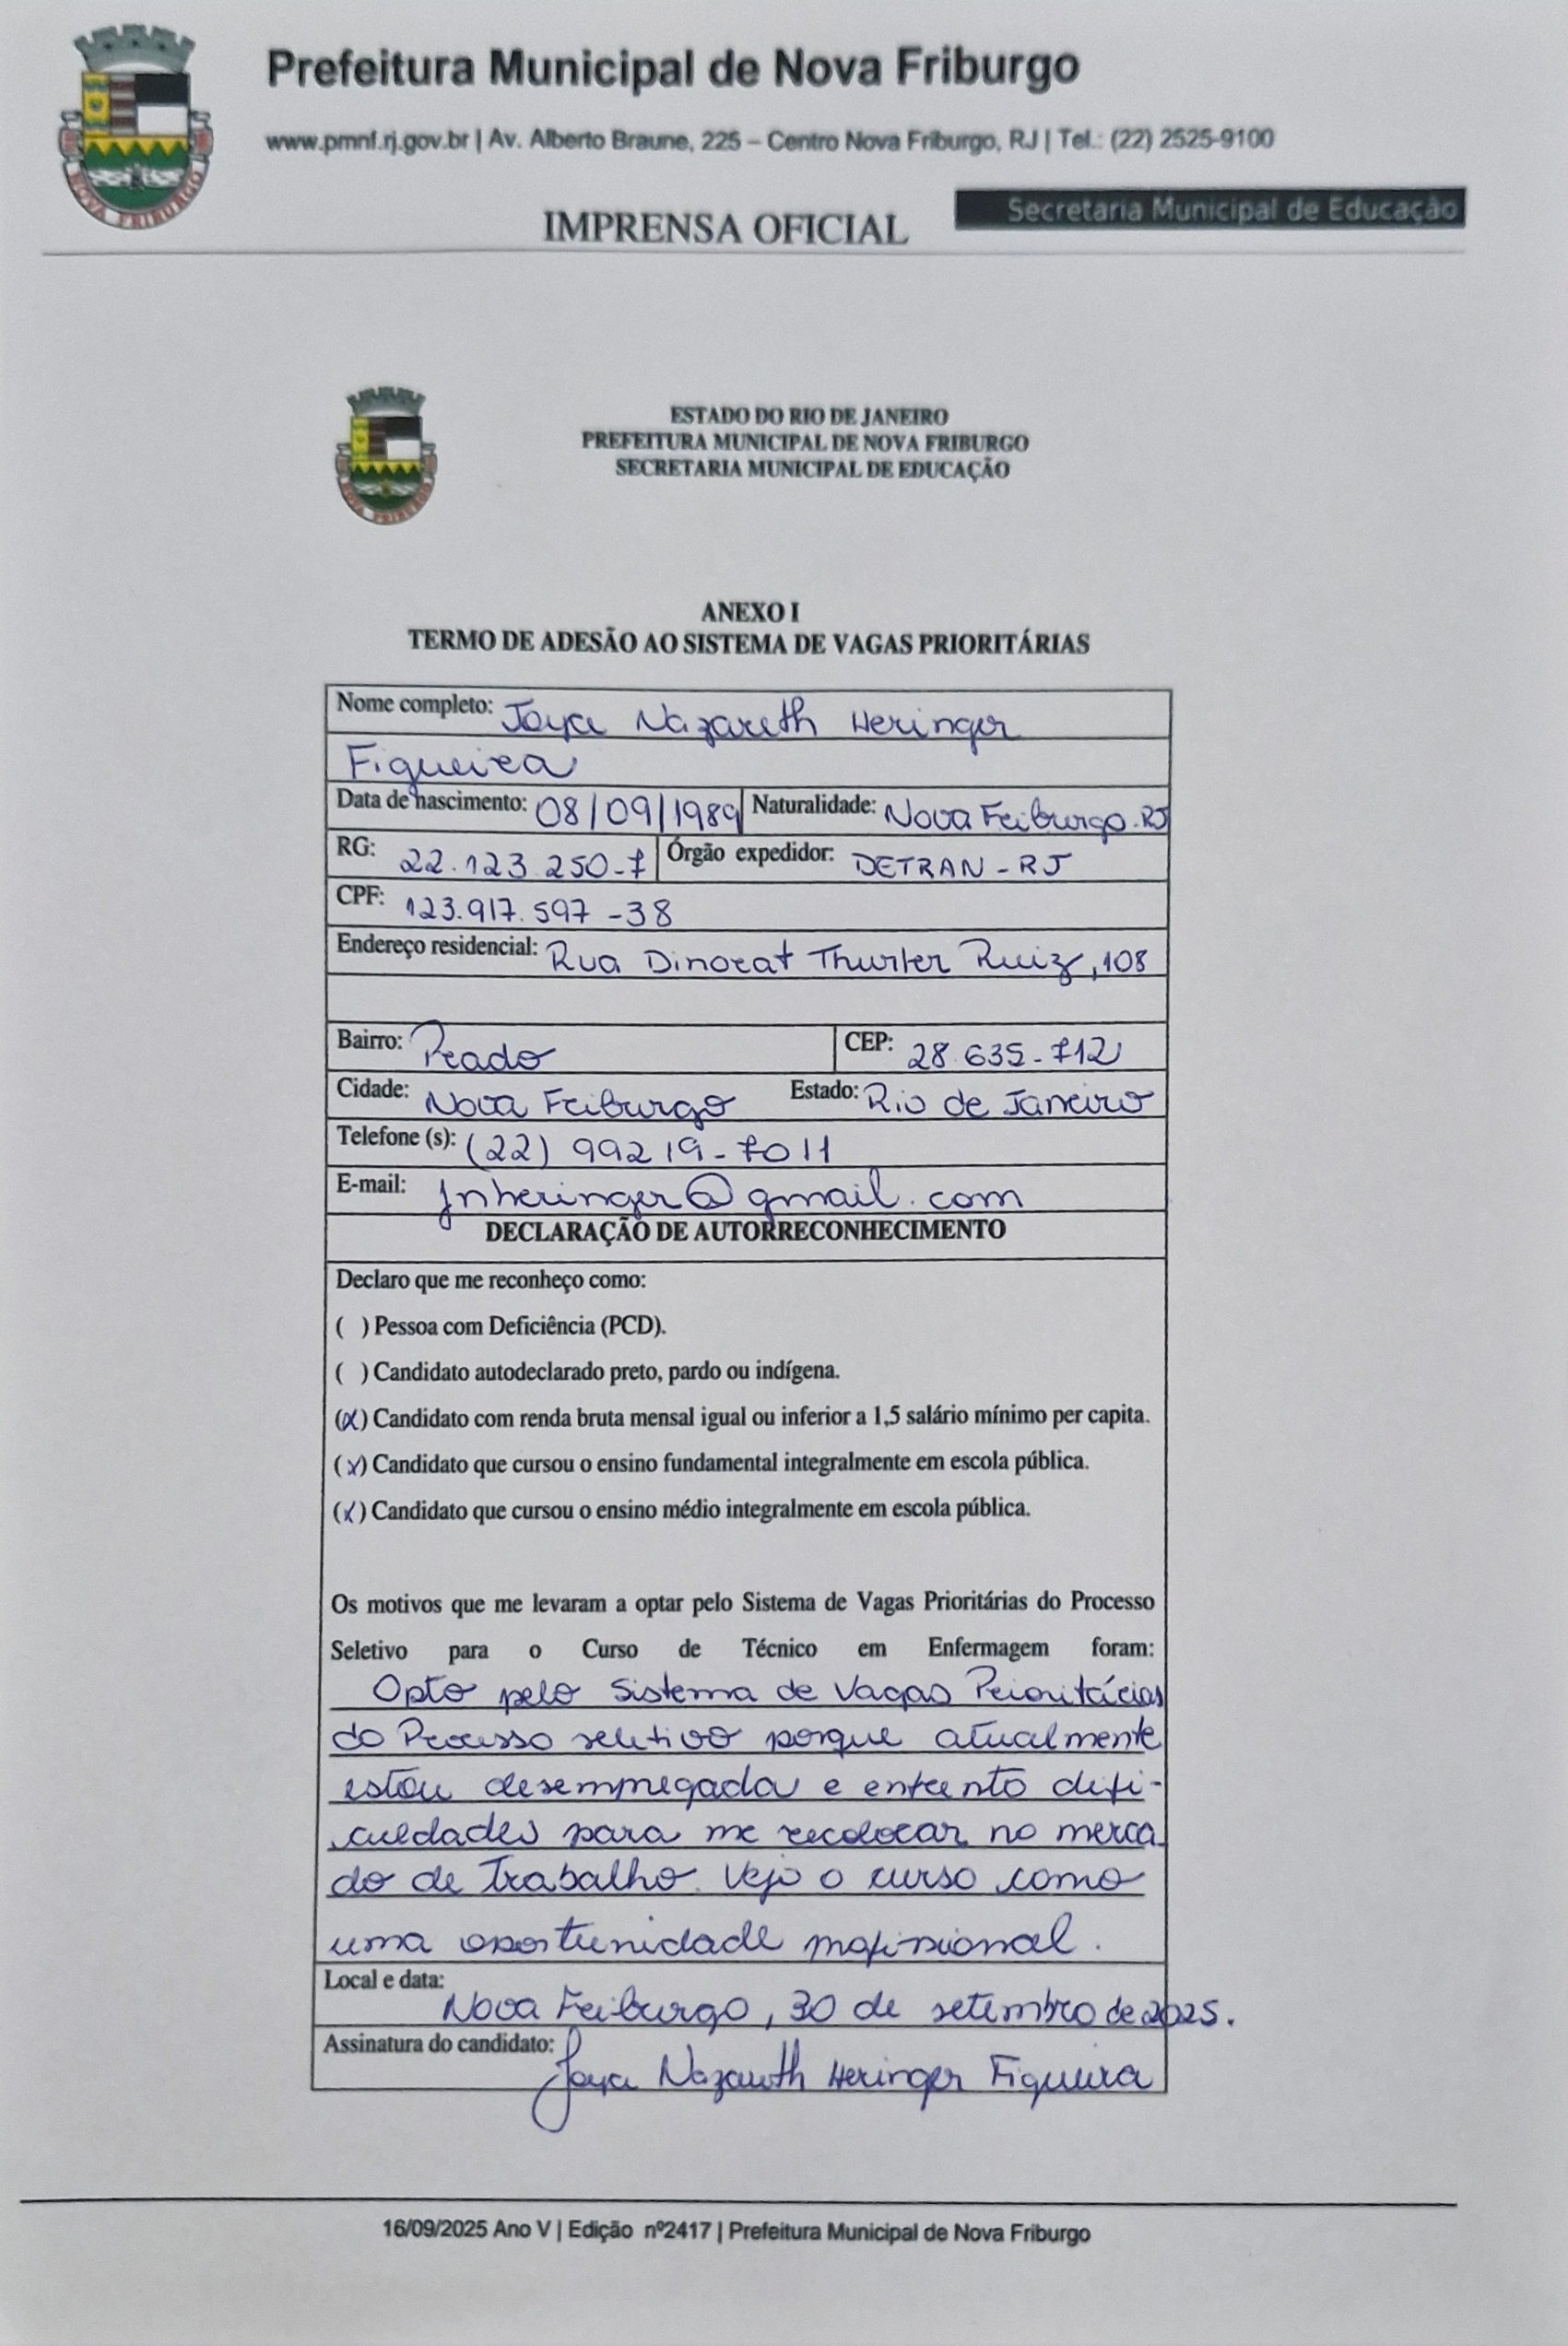 Prefeitura Municipal de Nova Friburgo
www.pmnf.rj.gov.br | Av. Alberto Braune, 225 – Centro Nova Friburgo, RJ | Tel.: (22) 2525-9100
Secretaria Municipal de Educação
IMPRENSA OFICIAL
NOVA FRIBURGO
ESTADO DO RIO DE JANEIRO
PREFEITURA MUNICIPAL DE NOVA FRIBURGO
SECRETARIA MUNICIPAL DE EDUCAÇÃO
NOVA FRIBURGO
ANEXO I
TERMO DE ADESÃO AO SISTEMA DE VAGAS PRIORITÁRIAS
Nome completo: Joya Nazareth Heringer
Figueira
Data de nascimento: 08/09/1989 Naturalidade: Nova Friburgo-RJ
RG: 22.123.250-7 Órgão expedidor: DETRAN-RJ
CPF: 123.917.597-38
Endereço residencial: Rua Dinorat Thurler Ruiz, 108
Bairro: Prado CEP: 28.635-712
Cidade: Nova Friburgo Estado: Rio de Janeiro
Telefone (s): (22) 99219-7011
E-mail: jnheringer@gmail.com
DECLARAÇÃO DE AUTORRECONHECIMENTO
Declaro que me reconheço como:
( ) Pessoa com Deficiência (PCD).
( ) Candidato autodeclarado preto, pardo ou indígena.
(x) Candidato com renda bruta mensal igual ou inferior a 1,5 salário mínimo per capita.
(x) Candidato que cursou o ensino fundamental integralmente em escola pública.
(x) Candidato que cursou o ensino médio integralmente em escola pública.
Os motivos que me levaram a optar pelo Sistema de Vagas Prioritárias do Processo
Seletivo para o Curso de Técnico em Enfermagem foram:
Opto pelo Sistema de Vagas Prioritárias
do Processo seletivo porque atualmente
estou desempregada e enfrento difi-
culdades para me recolocar no merca-
do de Trabalho. Vejo o curso como
uma oportunidade profissional.
Local e data:
Nova Friburgo, 30 de setembro de 2025.
Assinatura do candidato: Joya Nazareth Heringer Figueira
16/09/2025 Ano V | Edição nº2417 | Prefeitura Municipal de Nova Friburgo